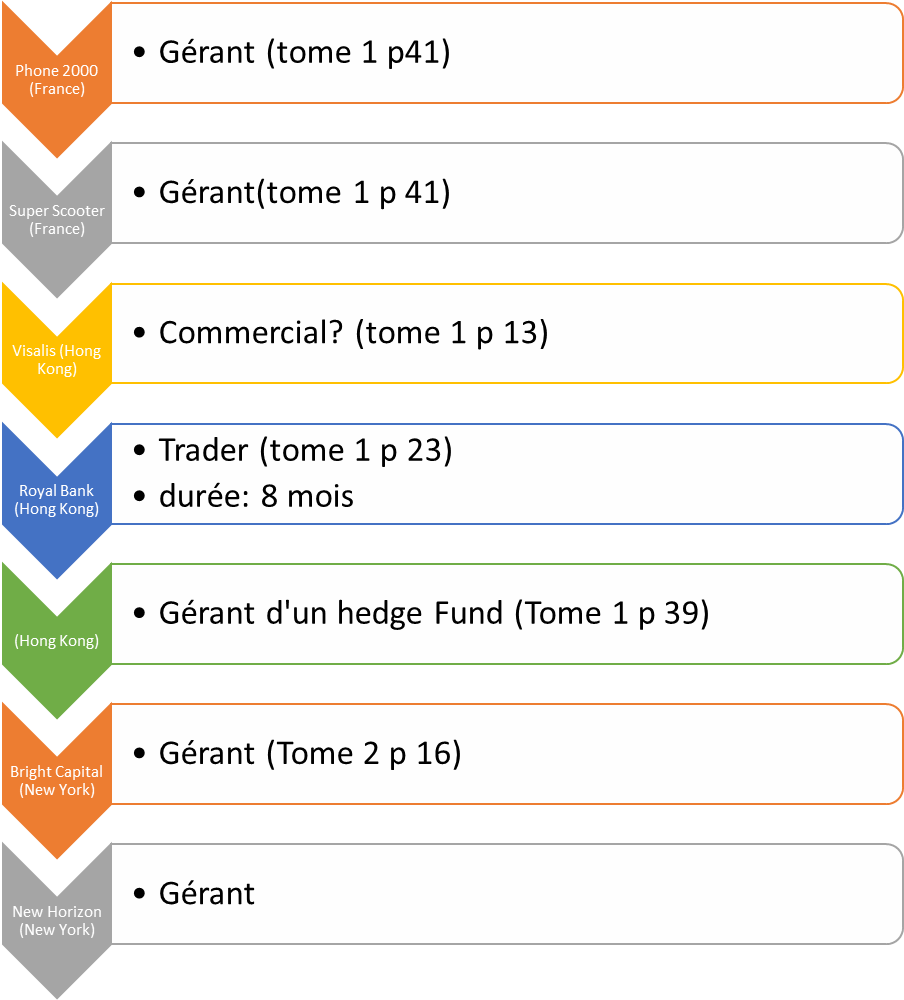 Phone 2000
(France)
• Gérant (tome 1 p41)
Super Scooter
(France)
• Gérant(tome 1 p 41)
Visalis (Hong
Kong)
• Commercial? (tome 1 p 13)
Royal Bank
(Hong Kong)
• Trader (tome 1 p 23)
• durée: 8 mois
(Hong Kong)
• Gérant d'un hedge Fund (Tome 1 p 39)
Bright Capital
(New York)
• Gérant (Tome 2 p 16)
New Horizon
(New York)
• Gérant